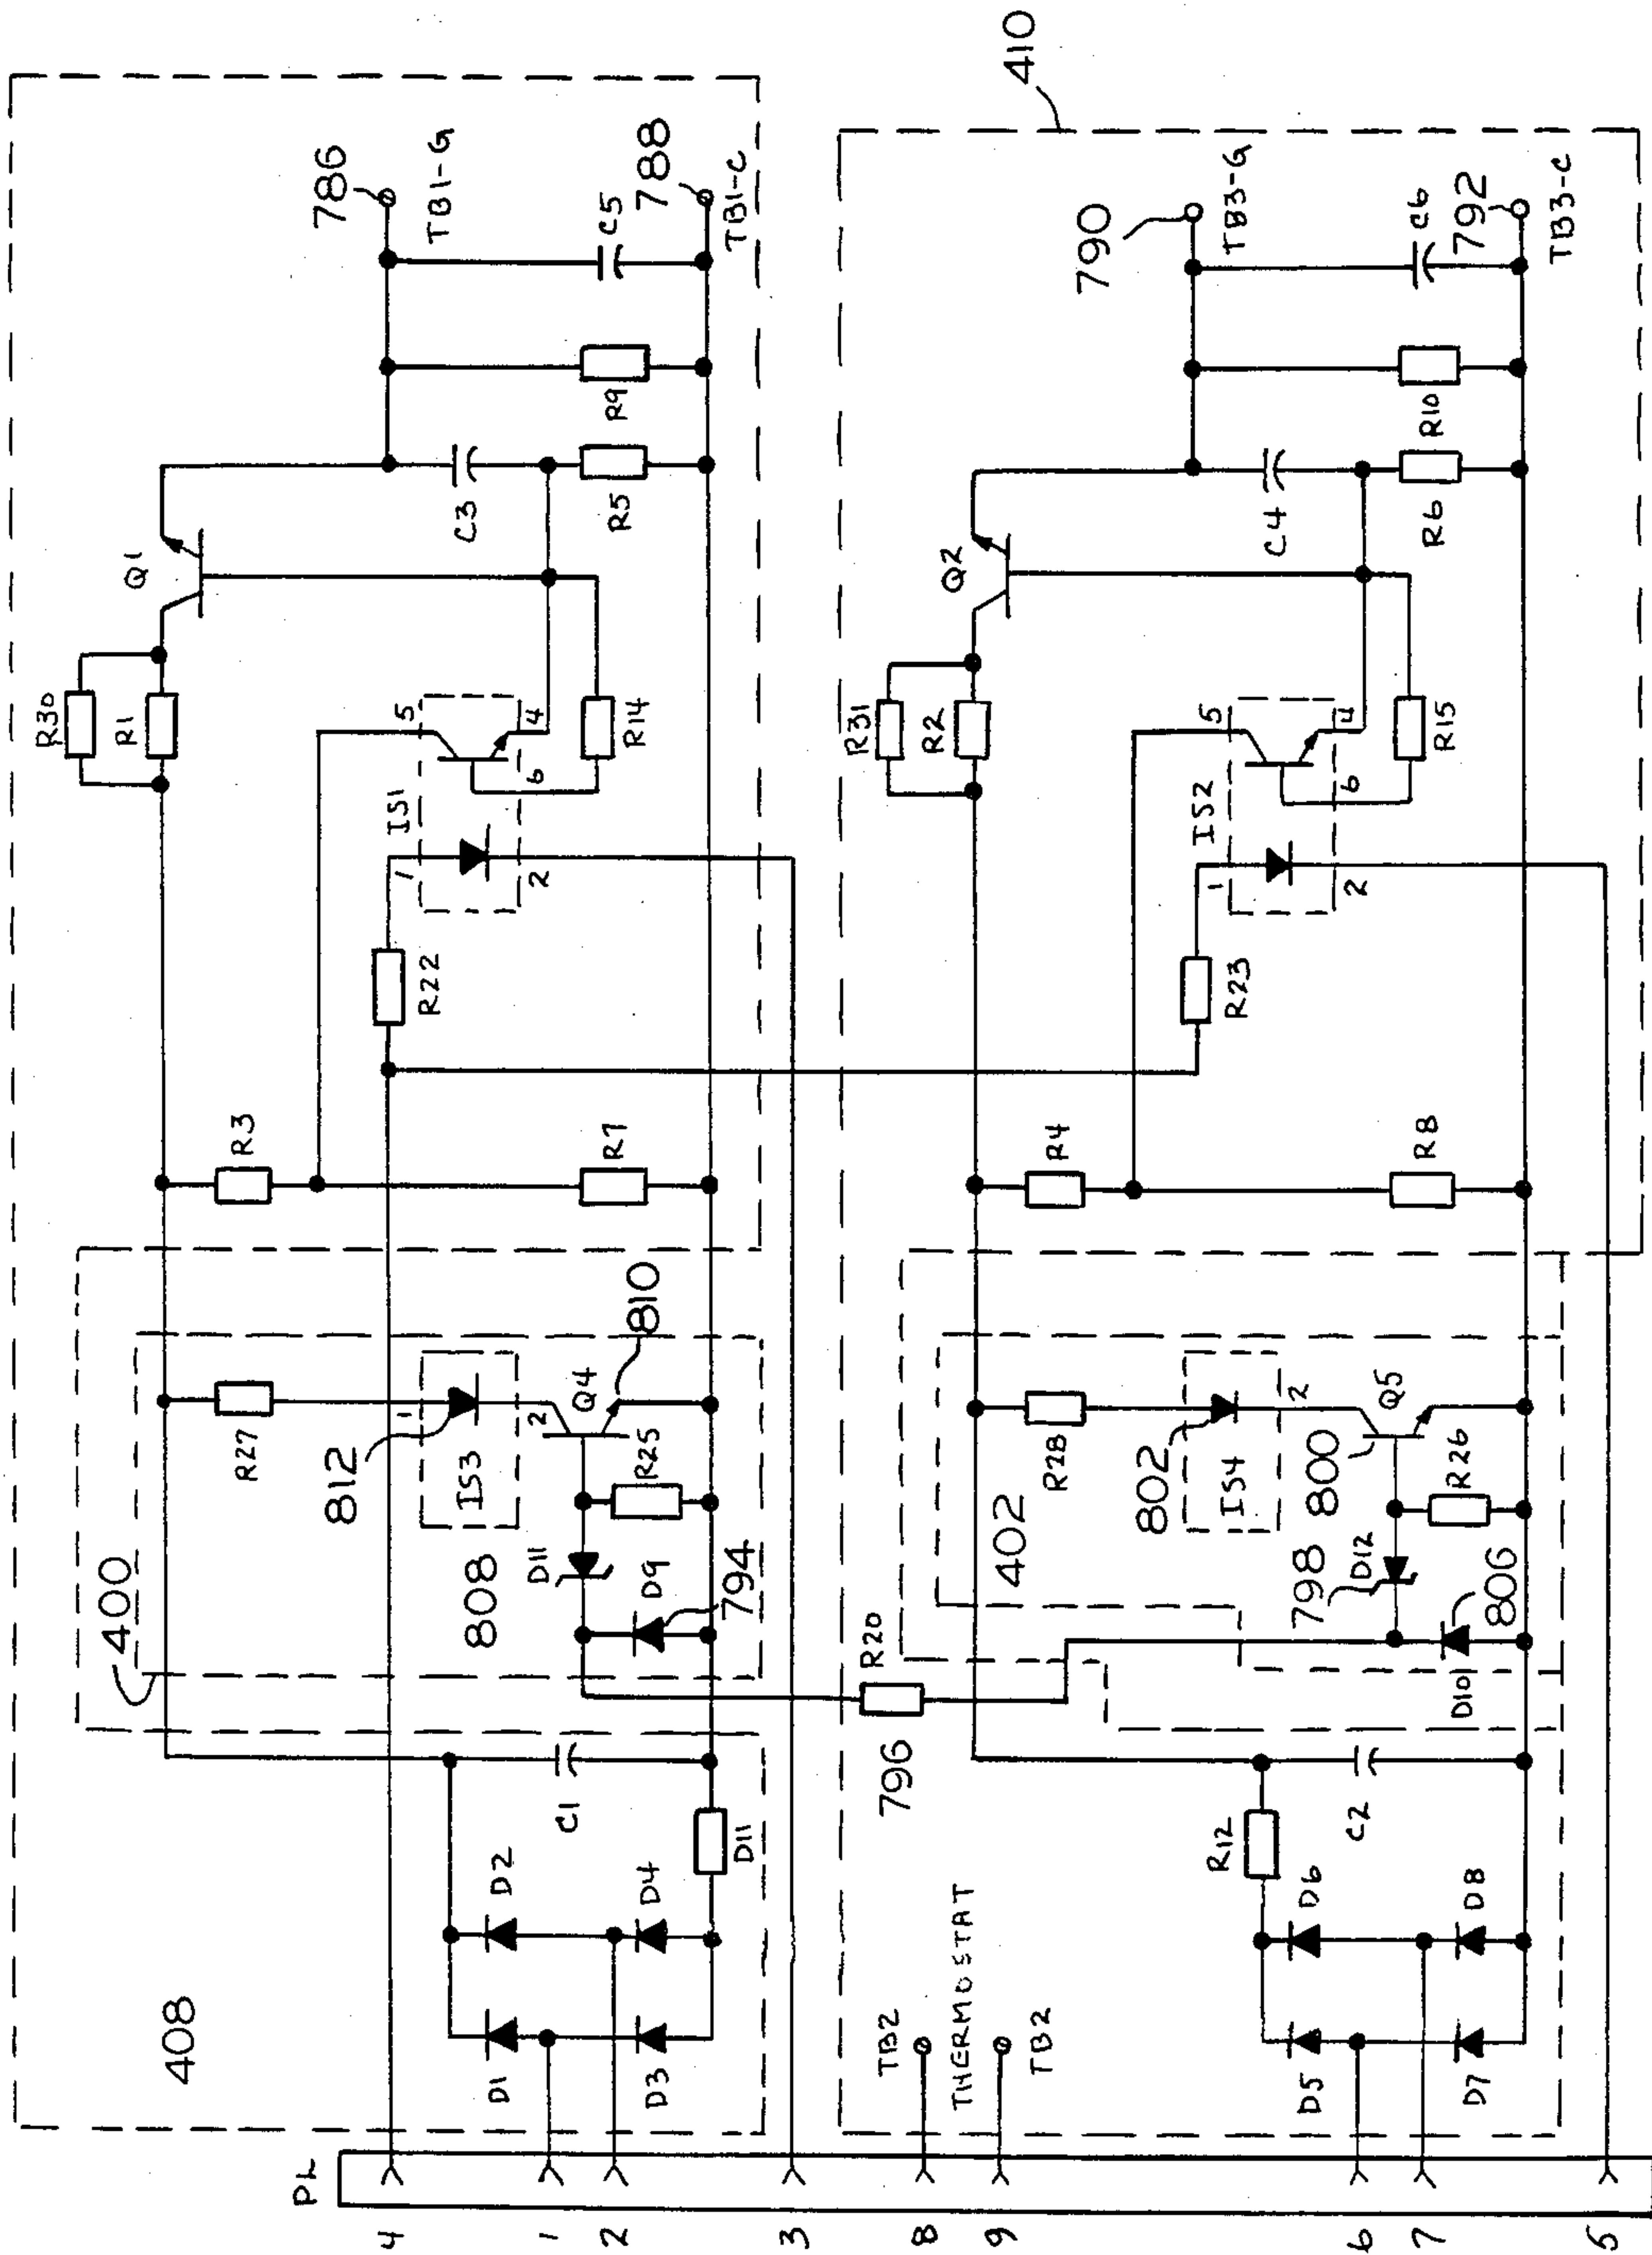 408
400
R30
R1
Q1
786
TB1-G
R3
R27
812
1
IS3
2
Q4
810
R25
808
D11
D9
794
R22
1
IS1
2
5
4
6
R14
C3
R5
R9
C5
788
TB1-C
R7
D1
D2
D3
D4
C1
D11
PL
4
1
2
3
8
9
6
7
5
TB2
THERMOSTAT
TB2
796
R20
402
R28
802
IS4
2
800
Q5
798
D12
R26
806
D10
R4
R8
R23
1
IS2
2
5
4
6
R15
R31
R2
Q2
C4
R6
R10
C6
790
TB3-G
792
TB3-C
410
R12
D5
D6
D7
D8
C2